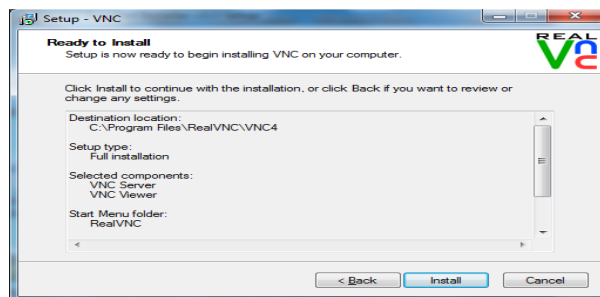 Setup - VNC
Ready to Install
Setup is now ready to begin installing VNC on your computer.
REAL
VNC
Click Install to continue with the installation, or click Back if you want to review or
change any settings.
Destination location:
C:\Program Files\RealVNC\VNC4
Setup type:
Full installation
Selected components:
VNC Server
VNC Viewer
Start Menu folder:
RealVNC
< Back
Install
Cancel